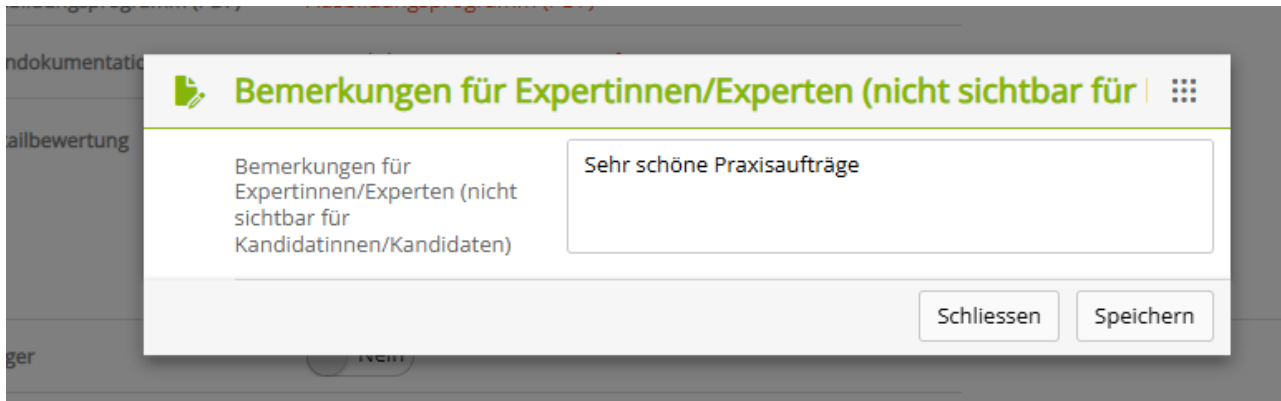 Bemerkungen für Expertinnen/Experten (nicht sichtbar für
Bemerkungen für
Expertinnen/Experten (nicht
sichtbar für
Kandidatinnen/Kandidaten)
Sehr schöne Praxisaufträge
ailbewertung
Schliessen
Speichern
ger
Nein